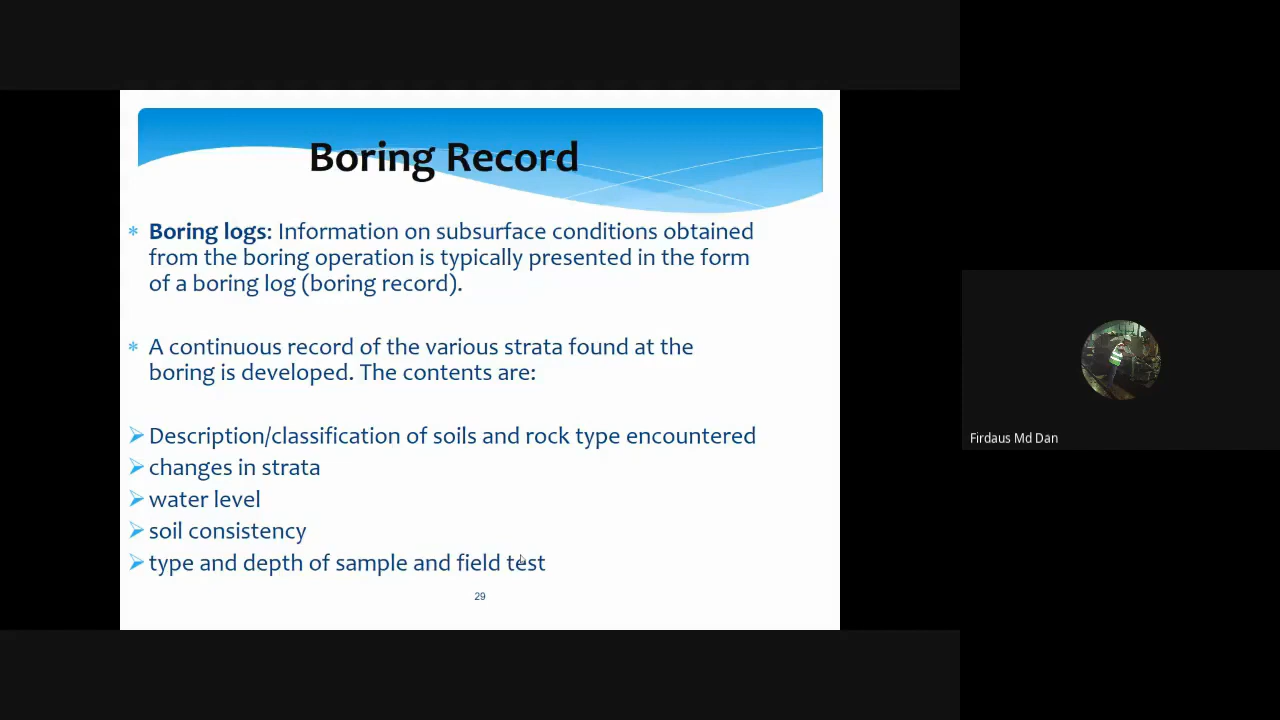 Boring Record
Boring logs: Information on subsurface conditions obtained
from the boring operation is typically presented in the form
of a boring log (boring record).
A continuous record of the various strata found at the
boring is developed. The contents are:
Description/classification of soils and rock type encountered
changes in strata
water level
soil consistency
type and depth of sample and field test
29
Firdaus Md Dan